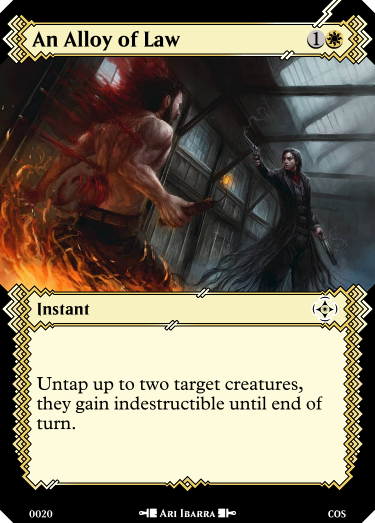 An Alloy of Law
1
Instant
Untap up to two target creatures,
they gain indestructible until end of
turn.
0020
Ari Ibarra
COS